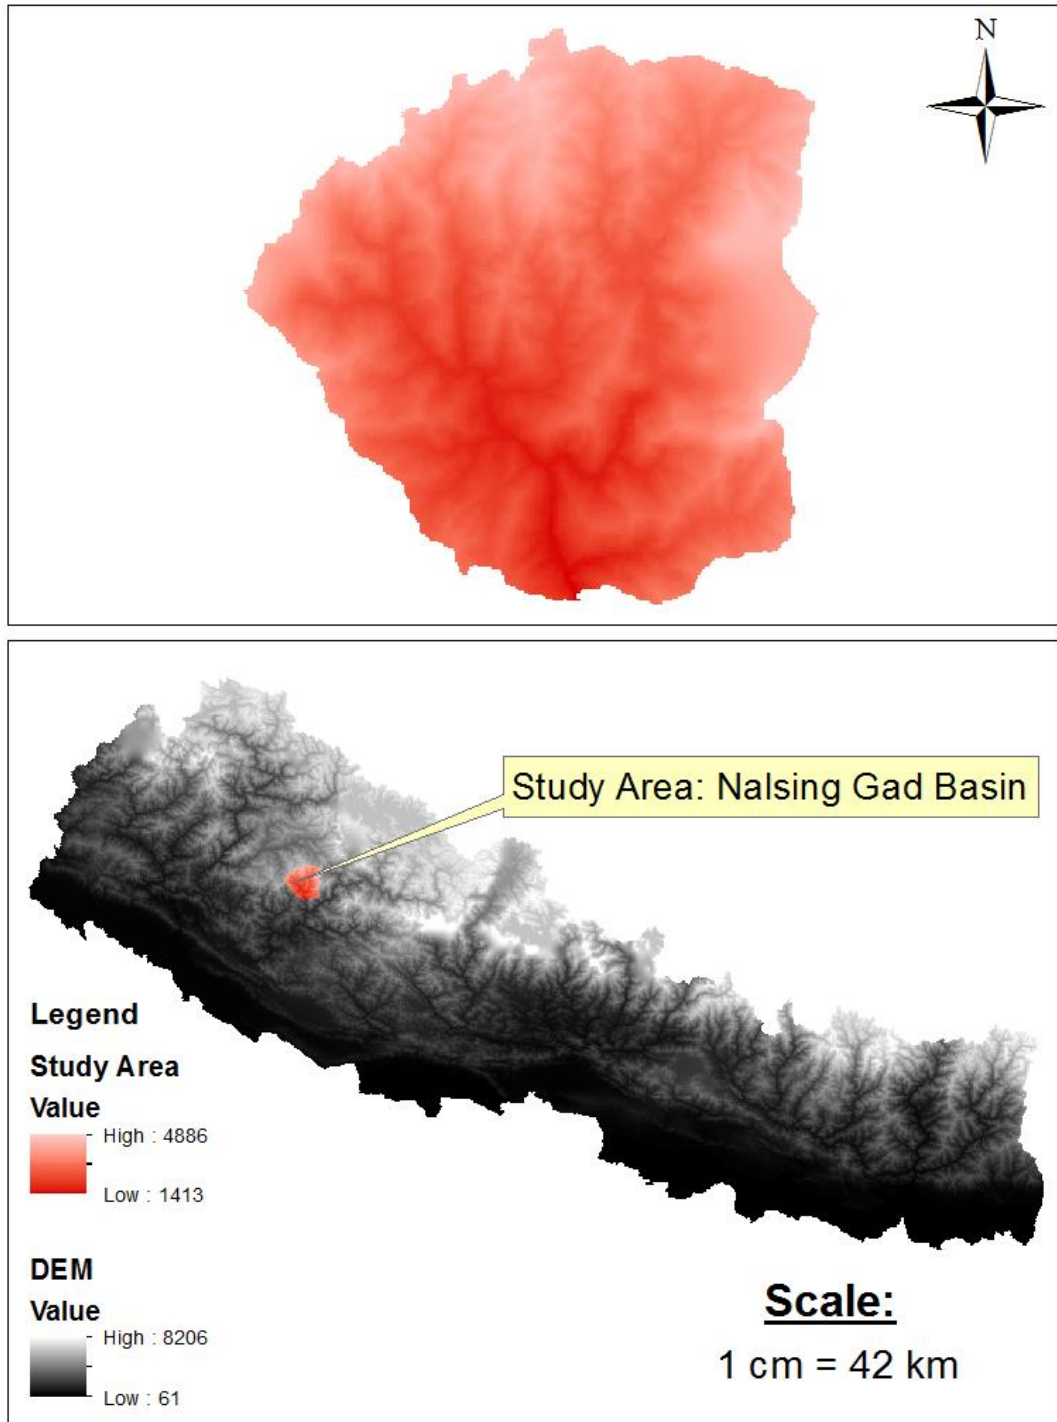 N
Study Area: Nalsing Gad Basin
Legend
Study Area
Value
High : 4886
Low : 1413
DEM
Value
High : 8206
Low : 61
Scale:
1 cm = 42 km